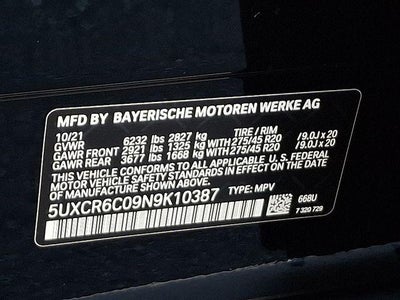 MFD BY BAYERISCHE MOTOREN WERKE AG
10/21 TIRE / RIM
GVWR 6232 lbs 2827 kg
GAWR FRONT 2921 lbs 1325 kg WITH = 275/45 R20 / 9.0J x 20
GAWR REAR 3677 lbs 1668 kg WITH = 275/45 R20 / 9.0J x 20
THIS VEHICLE CONFORMS TO ALL APPLICABLE U.S. FEDERAL
MOTOR VEHICLE SAFETY STANDARDS IN EFFECT ON THE DATE
OF MANUFACTURE SHOWN ABOVE.
5UXCR6C09N9K10387 TYPE: MPV
668U
7 320 729